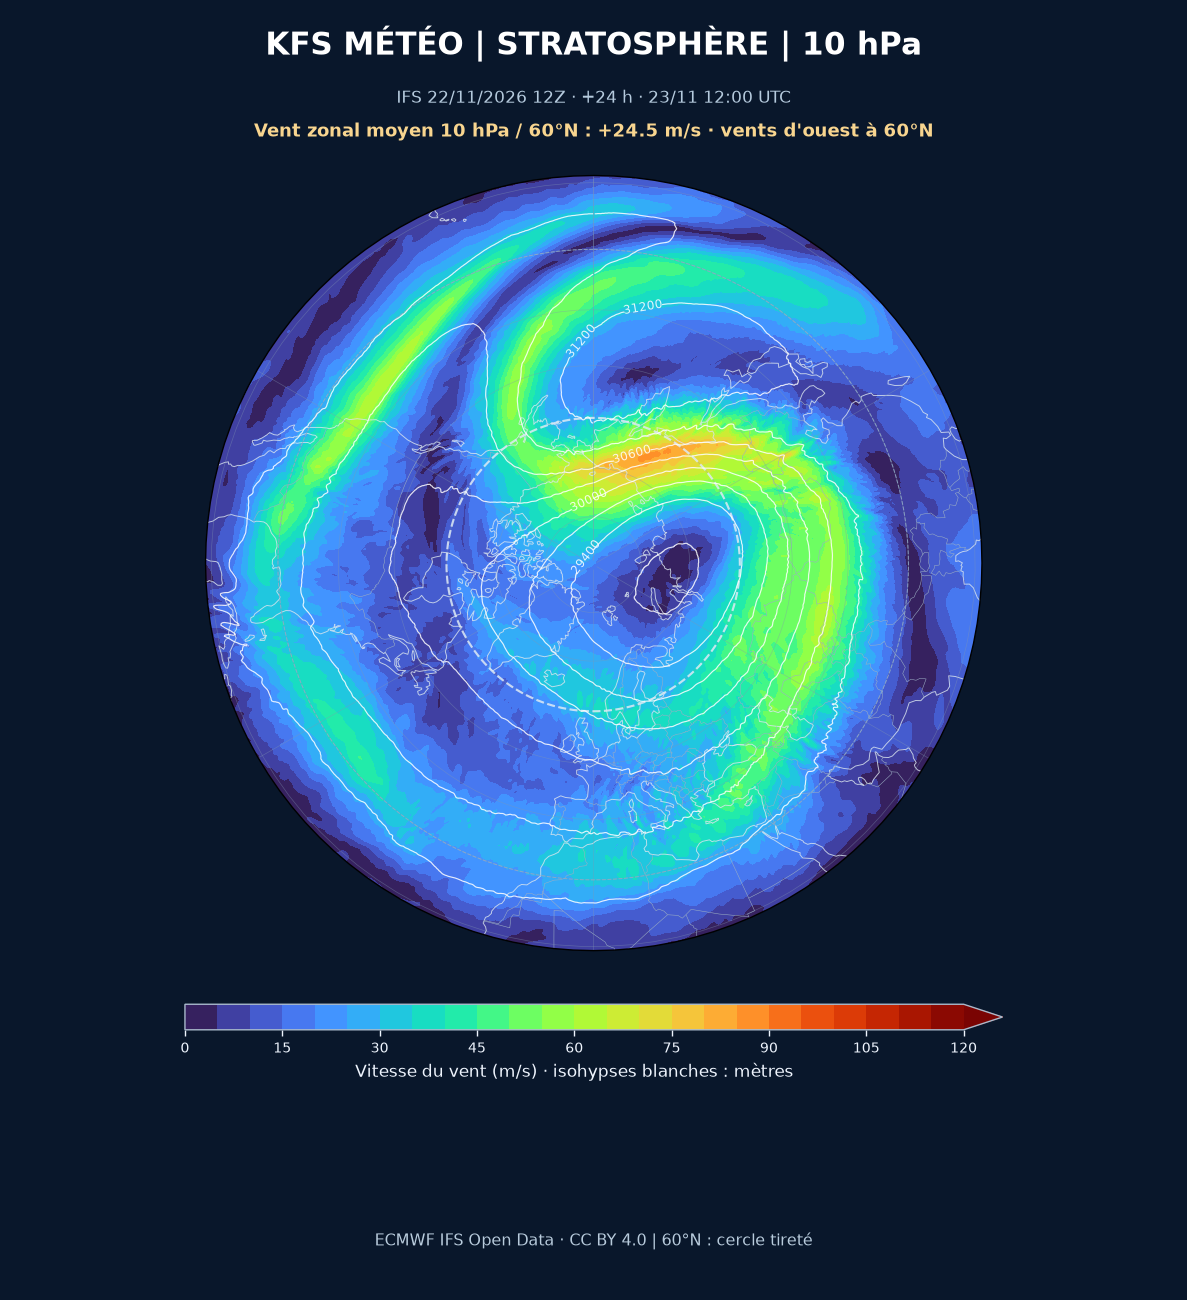 KFS MÉTÉO | STRATOSPHÈRE | 10 hPa
IFS 22/11/2026 12Z · +24 h · 23/11 12:00 UTC
Vent zonal moyen 10 hPa / 60°N : +24.5 m/s · vents d'ouest à 60°N
31200
31200
30600
30000
29400
0 15 30 45 60 75 90 105 120
Vitesse du vent (m/s) · isohypses blanches : mètres
ECMWF IFS Open Data · CC BY 4.0 | 60°N : cercle tireté